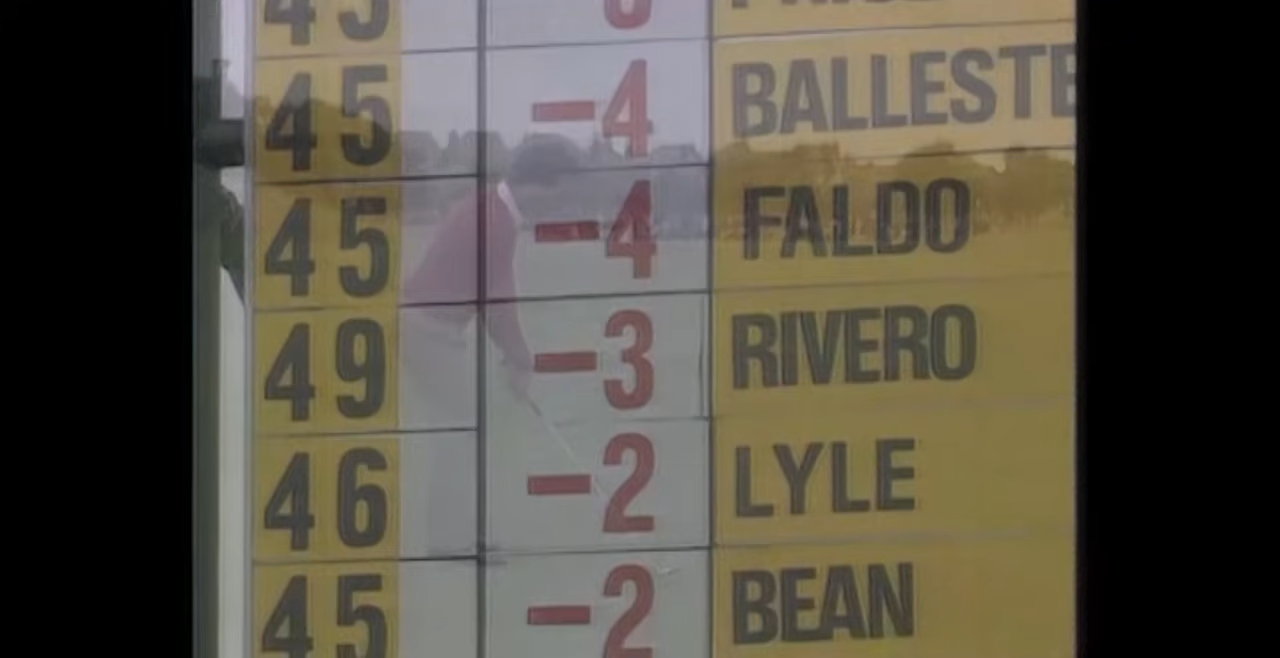 45 BALLESTE -4
45 FALDO -4
49 RIVERO -3
46 LYLE -2
45 BEAN -2